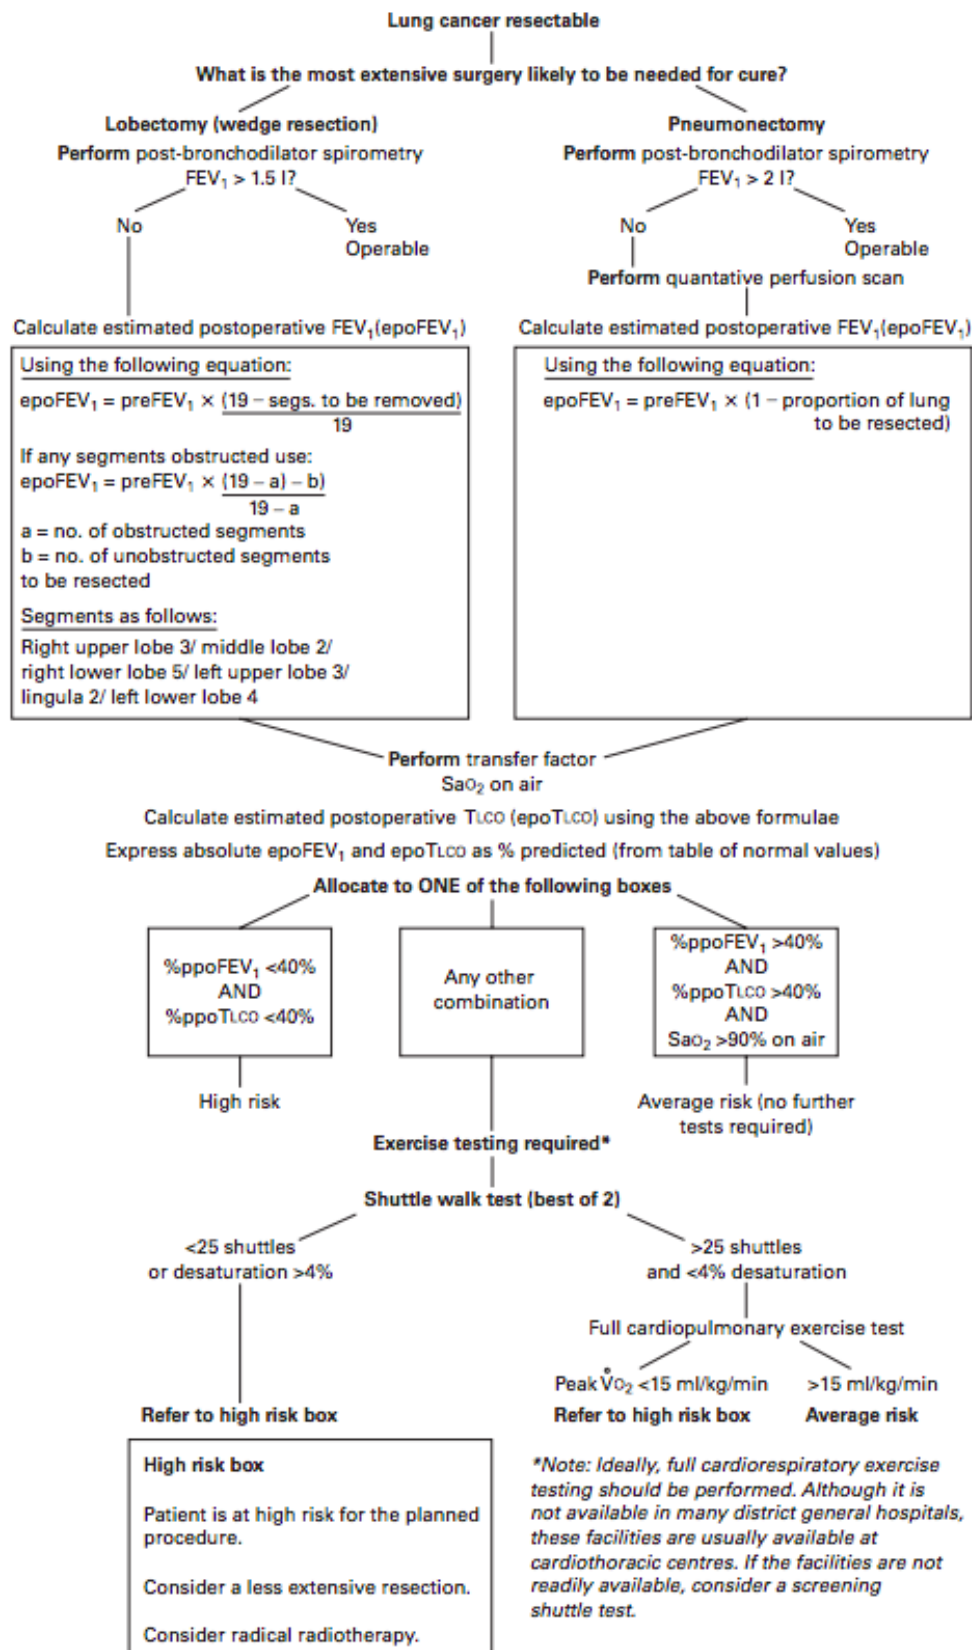 Lung cancer resectable
What is the most extensive surgery likely to be needed for cure?
Lobectomy (wedge resection)
Perform post-bronchodilator spirometry
FEV₁ > 1.5 l?
No
Yes
Operable
Pneumonectomy
Perform post-bronchodilator spirometry
FEV₁ > 2 l?
No
Yes
Operable
Perform quantative perfusion scan
Calculate estimated postoperative FEV₁(epoFEV₁)
Using the following equation:
epoFEV₁ = preFEV₁ × (19 – segs. to be removed)
19
If any segments obstructed use:
epoFEV₁ = preFEV₁ × (19 – a) – b)
19 – a
a = no. of obstructed segments
b = no. of unobstructed segments
to be resected
Segments as follows:
Right upper lobe 3/ middle lobe 2/
right lower lobe 5/ left upper lobe 3/
lingula 2/ left lower lobe 4
Calculate estimated postoperative FEV₁(epoFEV₁)
Using the following equation:
epoFEV₁ = preFEV₁ × (1 – proportion of lung
to be resected)
Perform transfer factor
SaO₂ on air
Calculate estimated postoperative TLCO (epoTLCO) using the above formulae
Express absolute epoFEV₁ and epoTLCO as % predicted (from table of normal values)
Allocate to ONE of the following boxes
%ppoFEV₁ <40%
AND
%ppoTLCO <40%
High risk
Any other
combination
%ppoFEV₁ >40%
AND
%ppoTLCO >40%
AND
SaO₂ >90% on air
Average risk (no further
tests required)
Exercise testing required*
Shuttle walk test (best of 2)
<25 shuttles
or desaturation >4%
Refer to high risk box
>25 shuttles
and <4% desaturation
Full cardiopulmonary exercise test
Peak V̊O₂ <15 ml/kg/min
Refer to high risk box
>15 ml/kg/min
Average risk
High risk box
Patient is at high risk for the planned
procedure.
Consider a less extensive resection.
Consider radical radiotherapy.
*Note: Ideally, full cardiorespiratory exercise
testing should be performed. Although it is
not available in many district general hospitals,
these facilities are usually available at
cardiothoracic centres. If the facilities are not
readily available, consider a screening
shuttle test.